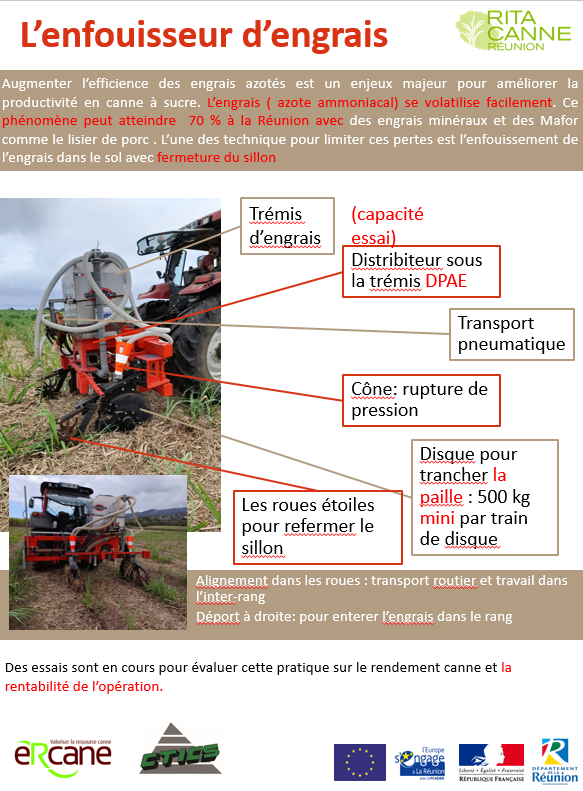 L'enfouisseur d'engrais
RITA
CANNE
RÉUNION
Augmenter l'efficience des engrais azotés est un enjeux majeur pour améliorer la
productivité en canne à sucre. L'engrais ( azote ammoniacal) se volatilise facilement. Ce
phénomène peut atteindre 70 % à la Réunion avec des engrais minéraux et des Mafor
comme le lisier de porc . L'une des technique pour limiter ces pertes est l'enfouissement de
l'engrais dans le sol avec fermeture du sillon
Trémis
d'engrais
(capacité
essai)
Distribiteur sous
la trémis DPAE
Transport
pneumatique
Cône: rupture de
pression
Disque pour
trancher la
paille : 500 kg
mini par train
de disque
Les roues étoiles
pour refermer le
sillon
Alignement dans les roues : transport routier et travail dans
l'inter-rang
Déport à droite: pour enterer l'engrais dans le rang
Des essais sont en cours pour évaluer cette pratique sur le rendement canne et la
rentabilité de l'opération.
Valoriser la ressource canne
eRcane
CTICS
l'Europe
s'engage
à La Réunion
avec le FEADER
Liberté • Égalité • Fraternité
RÉPUBLIQUE FRANÇAISE
DÉPARTEMENT
DE LA
Réunion